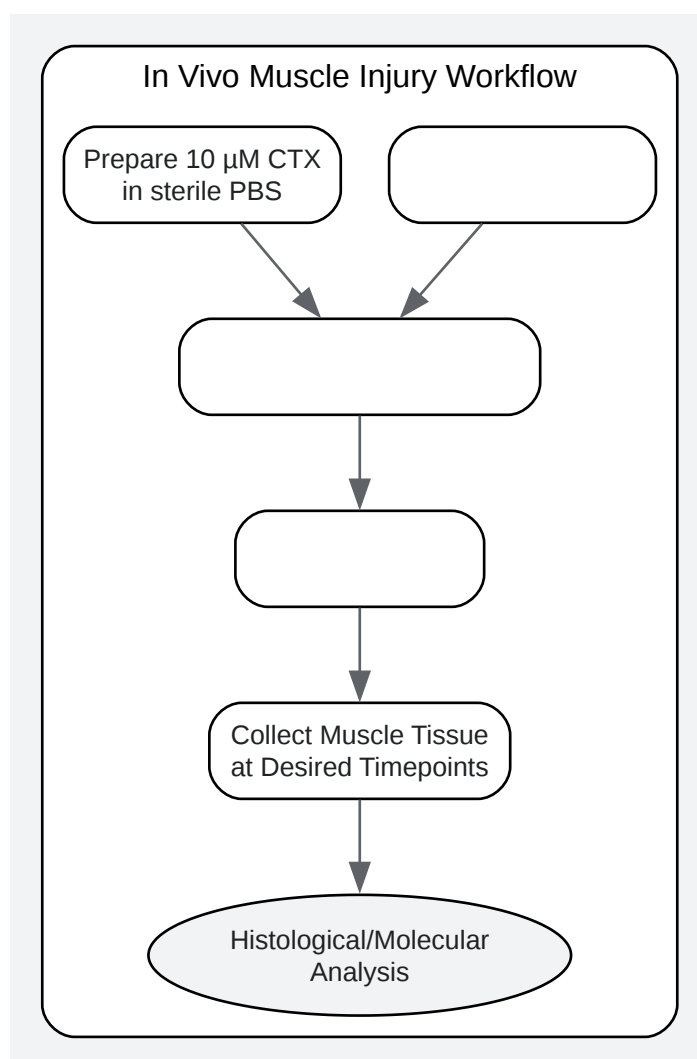 In Vivo Muscle Injury Workflow
Prepare 10 µM CTX
in sterile PBS
Collect Muscle Tissue
at Desired Timepoints
Histological/Molecular
Analysis